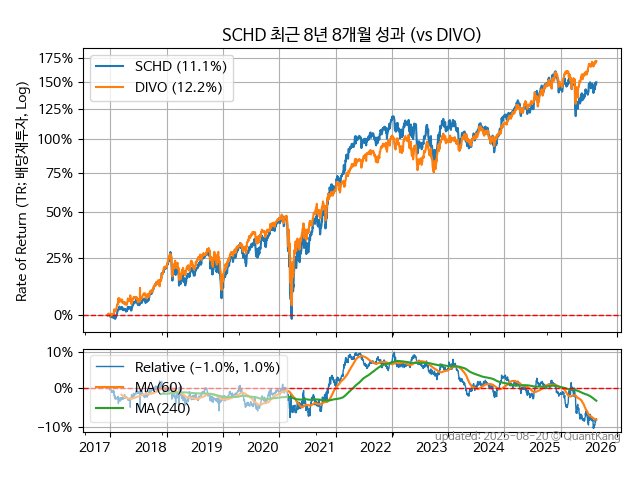 SCHD 최근 8년 8개월 성과 (vs DIVO)
Rate of Return (TR: 배당재투자, Log)
175%
150%
125%
100%
75%
50%
25%
0%
SCHD (11.1%)
DIVO (12.2%)
10%
0%
−10%
Relative (−1.0%, 1.0%)
MA(60)
MA(240)
updated: 2025-08-20 © QuantKang
2017 2018 2019 2020 2021 2022 2023 2024 2025 2026